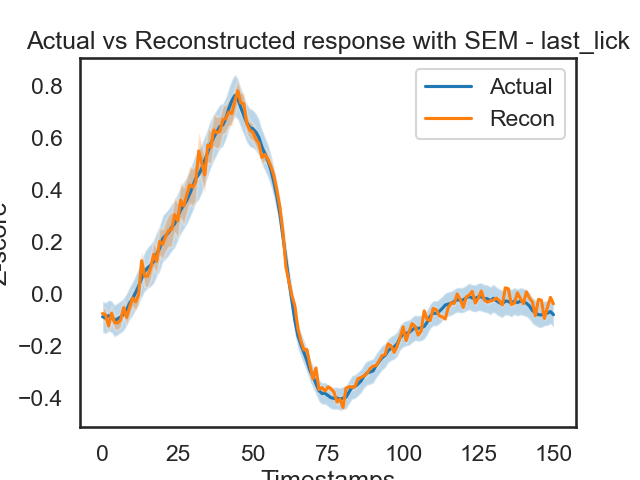 Actual vs Reconstructed response with SEM - last_lick
Actual
Recon
0.8
0.6
0.4
0.2
0.0
−0.2
−0.4
Z-score
0 25 50 75 100 125 150
Timestamps